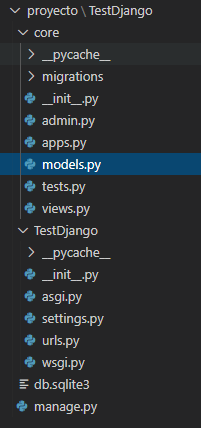 proyecto \ TestDjango
core
__pycache__
migrations
__init__.py
admin.py
apps.py
models.py
tests.py
views.py
TestDjango
__pycache__
__init__.py
asgi.py
settings.py
urls.py
wsgi.py
db.sqlite3
manage.py